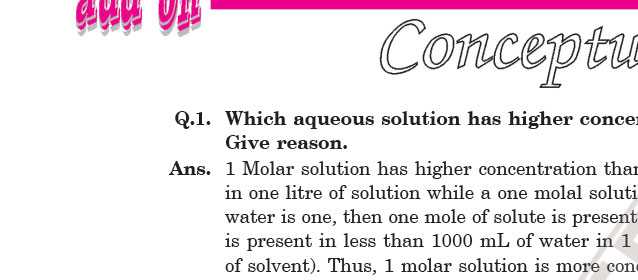 add on
Conceptu
Q.1. Which aqueous solution has higher concer
Give reason.
Ans. 1 Molar solution has higher concentration than
in one litre of solution while a one molal soluti
water is one, then one mole of solute is present
is present in less than 1000 mL of water in 1
of solvent). Thus, 1 molar solution is more conc